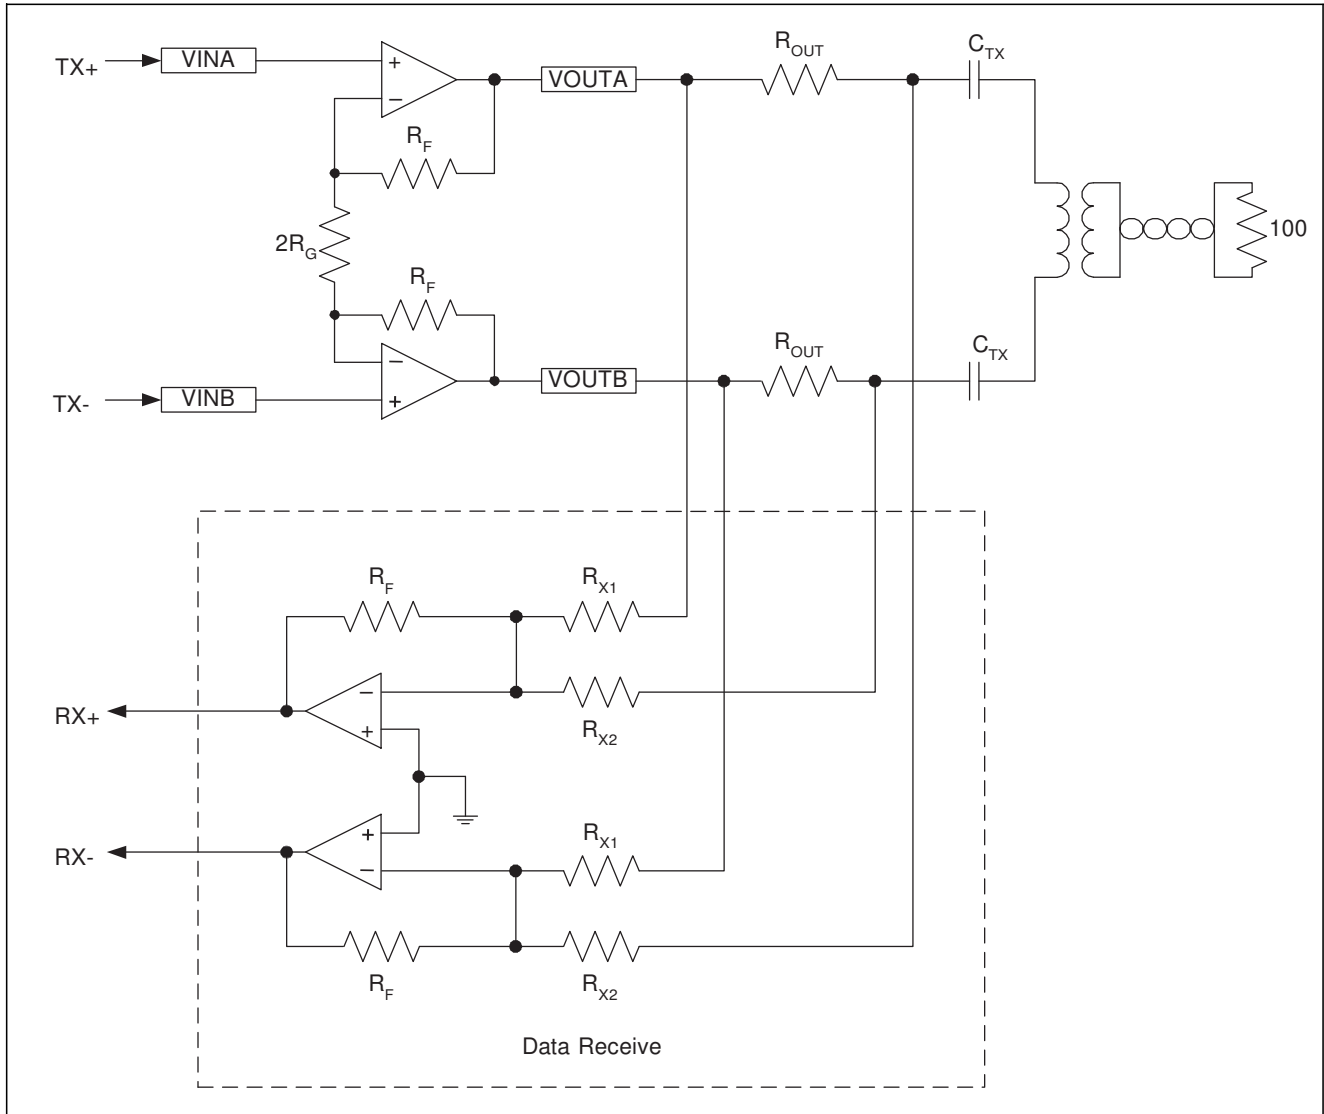 TX+
VINA
+
−
VOUTA
R_OUT
C_TX
R_F
2R_G
100
R_F
−
+
TX-
VINB
VOUTB
R_OUT
C_TX
R_F
R_X1
RX+
−
+
R_X2
RX-
+
−
R_X1
R_F
R_X2
Data Receive